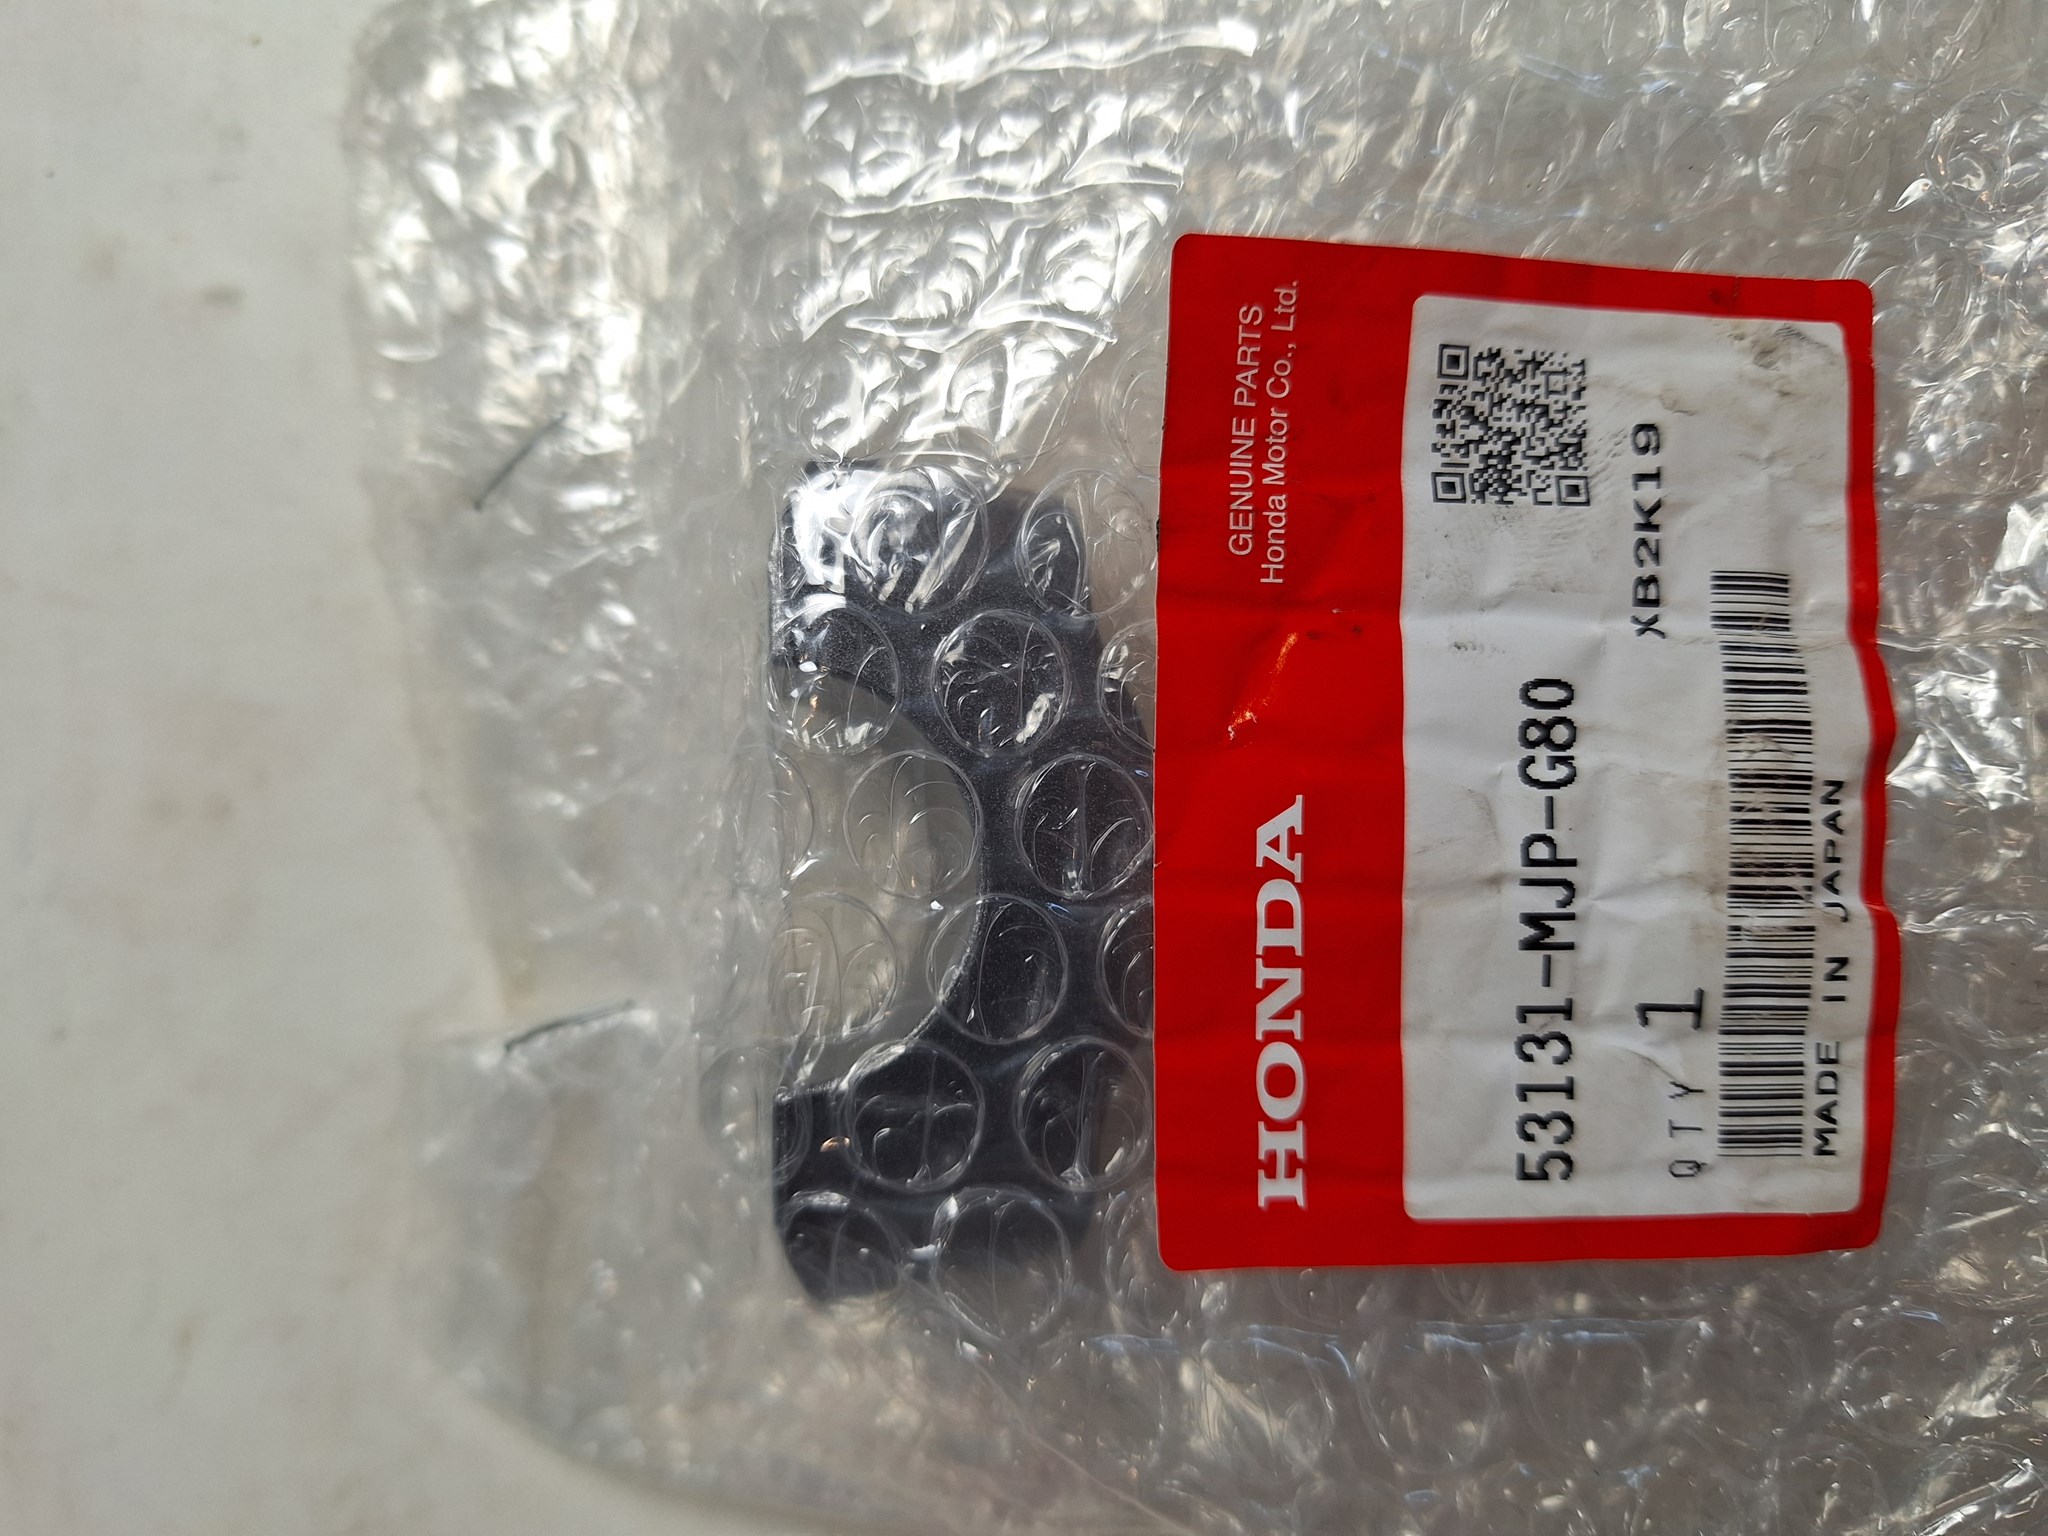 HONDA
GENUINE PARTS
Honda Motor Co., Ltd.
53131-MJP-G80
QTY 1
XB2K19
MADE IN JAPAN